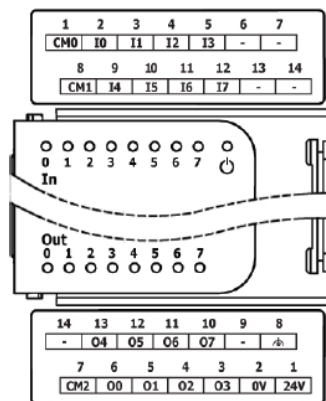 1 2 3 4 5 6 7
CM0 I0 I1 I2 I3 - -
8 9 10 11 12 13 14
CM1 I4 I5 I6 I7 - -
0 1 2 3 4 5 6 7
In
Out
0 1 2 3 4 5 6 7
14 13 12 11 10 9 8
- O4 O5 O6 O7 -
7 6 5 4 3 2 1
CM2 O0 O1 O2 O3 0V 24V